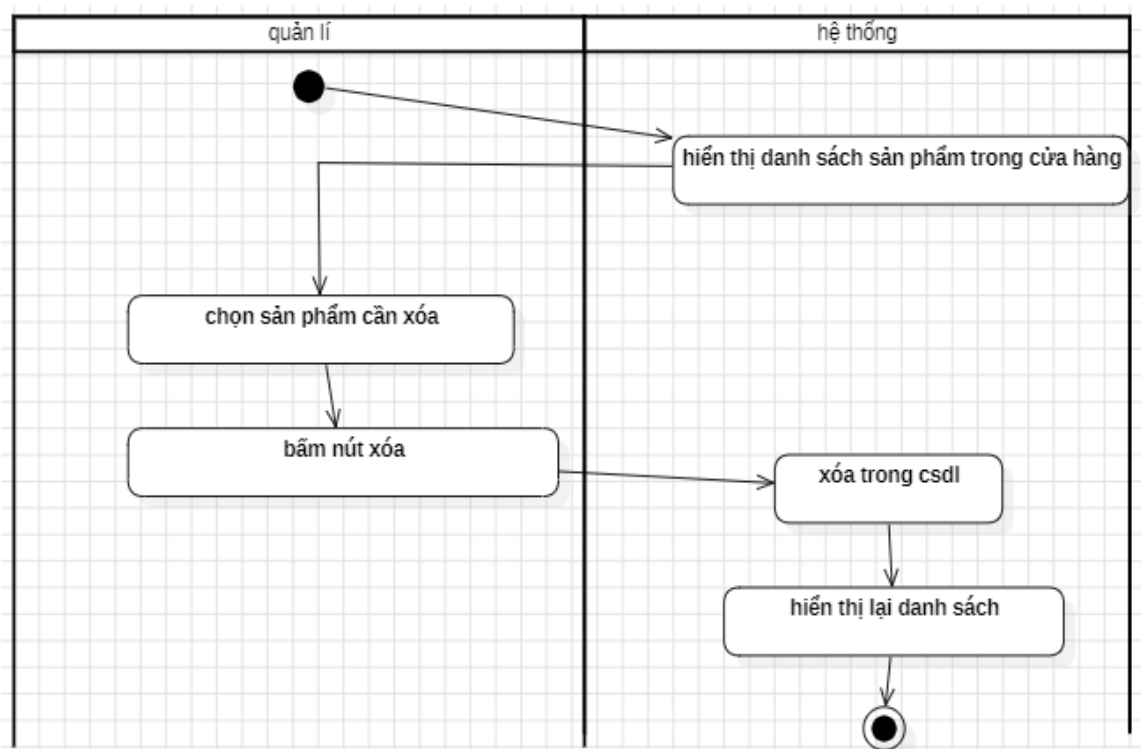 quản lí
hệ thống
hiển thị danh sách sản phẩm trong cửa hàng
chọn sản phẩm cần xóa
bấm nút xóa
xóa trong csdl
hiển thị lại danh sách